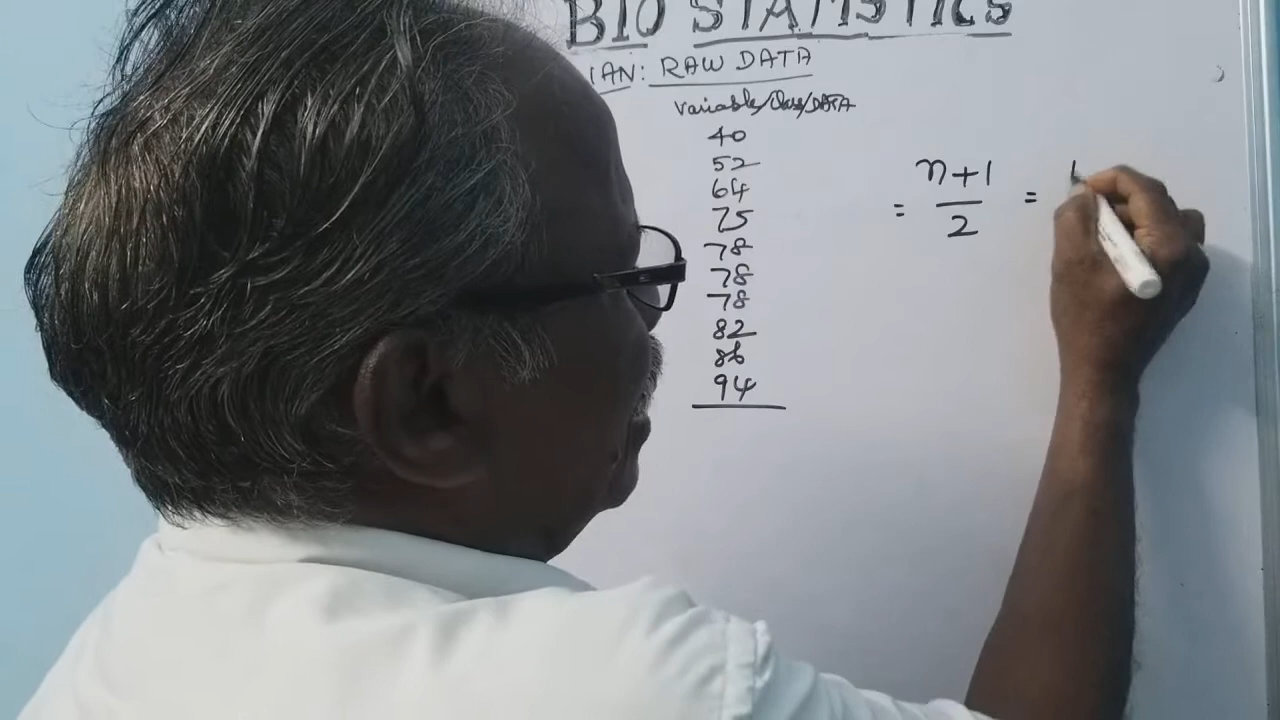 BIO STATISTICS
IAN: RAW DATA
Variable/Class/DATA
40
52
64
75
78
78
78
82
86
94
= n+1 / 2 = 1